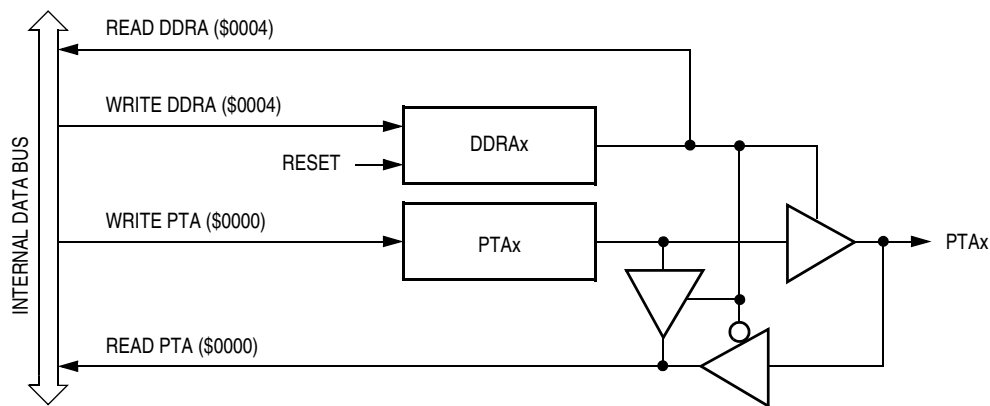 READ DDRA ($0004)
WRITE DDRA ($0004)
DDRAx
RESET
WRITE PTA ($0000)
PTAx
PTAx
READ PTA ($0000)
INTERNAL DATA BUS